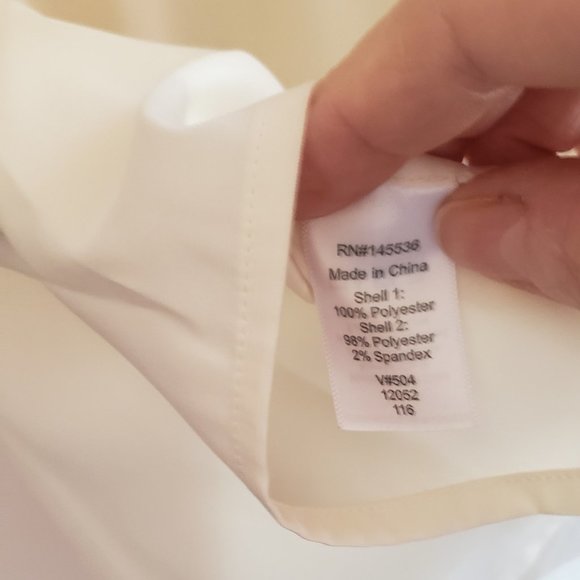 RN#145536
Made in China
Shell 1:
100% Polyester
Shell 2:
98% Polyester
2% Spandex
V#504
12052
116